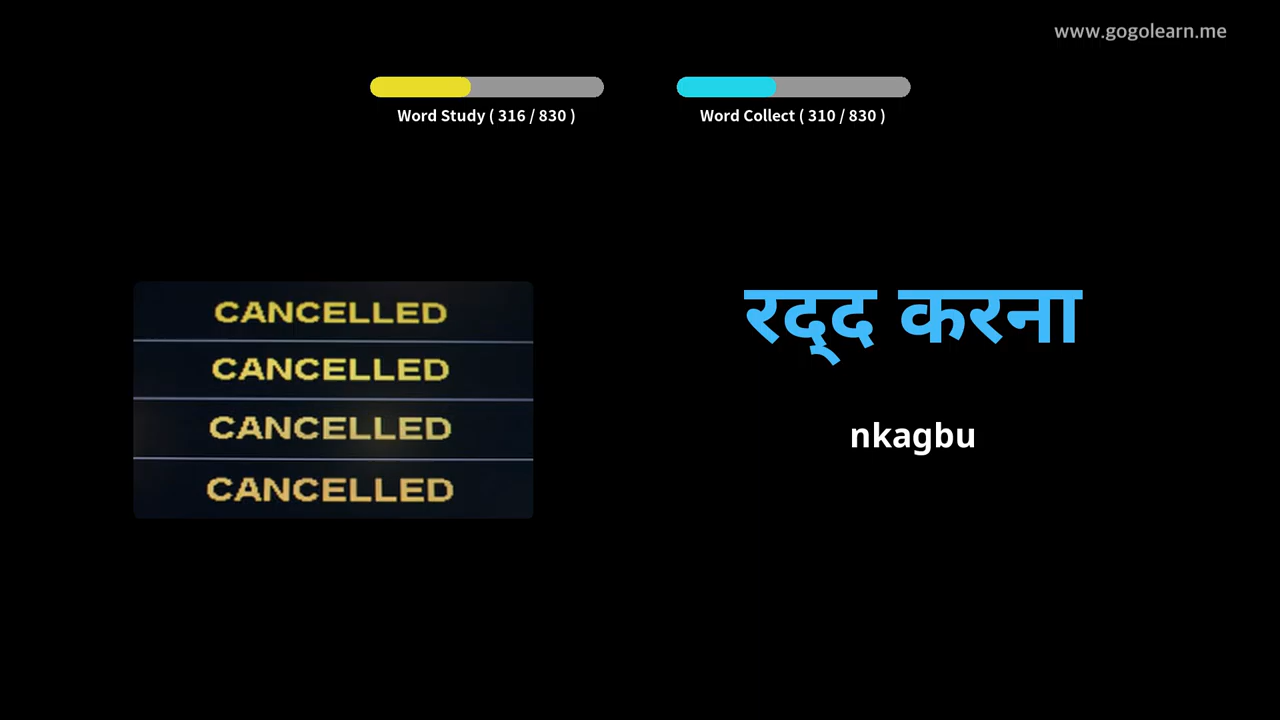 www.gogolearn.me
Word Study ( 316 / 830 )
Word Collect ( 310 / 830 )
CANCELLED
CANCELLED
CANCELLED
CANCELLED
रद्द करना
nkagbu